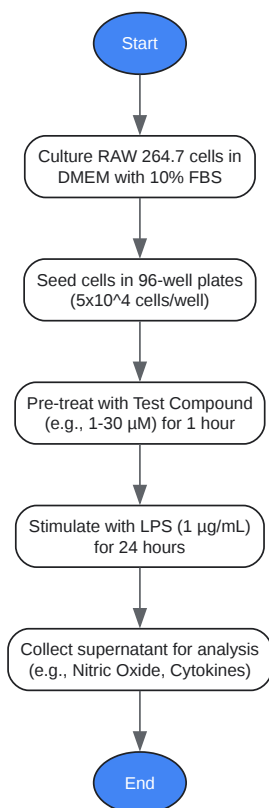 Start
Culture RAW 264.7 cells in
DMEM with 10% FBS
Seed cells in 96-well plates
(5x10^4 cells/well)
Pre-treat with Test Compound
(e.g., 1-30 µM) for 1 hour
Stimulate with LPS (1 µg/mL)
for 24 hours
Collect supernatant for analysis
(e.g., Nitric Oxide, Cytokines)
End